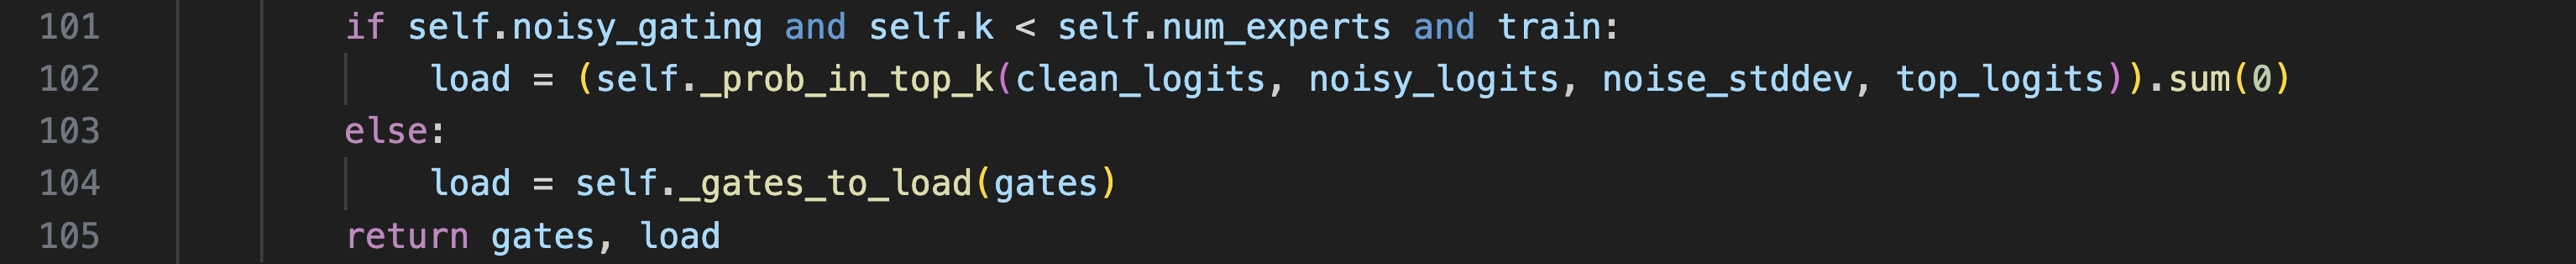 101 if self.noisy_gating and self.k < self.num_experts and train:
102 load = (self._prob_in_top_k(clean_logits, noisy_logits, noise_stddev, top_logits)).sum(0)
103 else:
104 load = self._gates_to_load(gates)
105 return gates, load